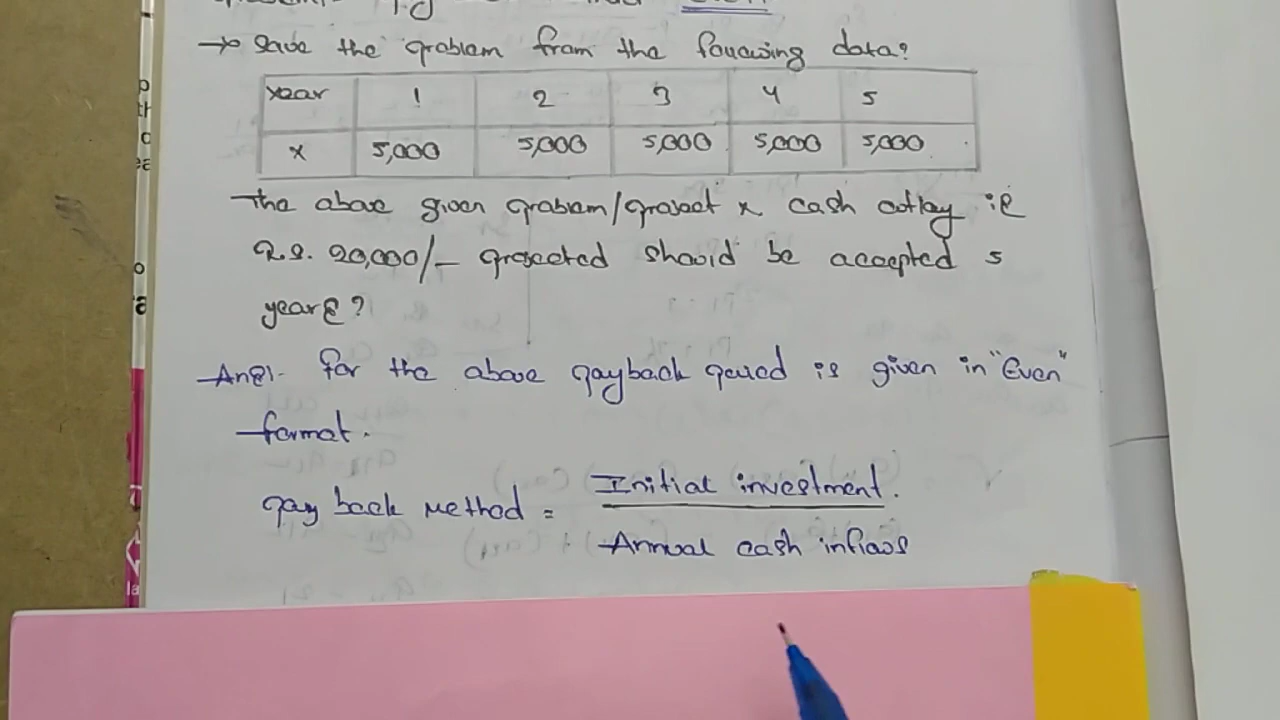 → Solve the problem from the following data?
Year 1 2 3 4 5
x 5,000 5,000 5,000 5,000 5,000
The above given problem/project x cash outlay is
R.s. 20,000/- projected should be accepted 5
years?
Ans:- for the above payback period is given in "Even"
format.
pay back method = Initial investment.
Annual cash inflows